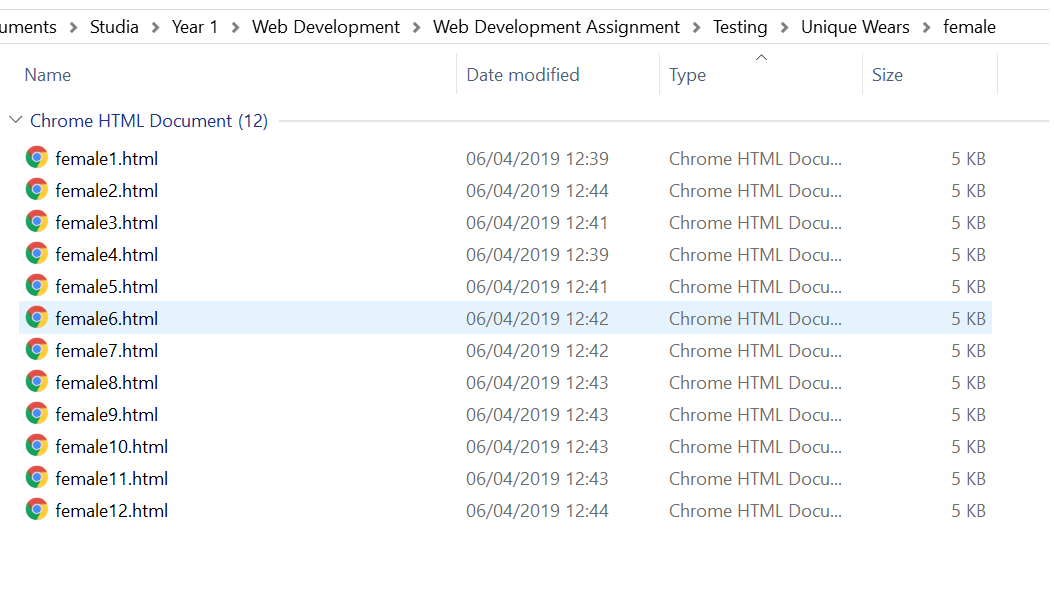 uments > Studia > Year 1 > Web Development > Web Development Assignment > Testing > Unique Wears > female
Name Date modified Type Size
Chrome HTML Document (12)
female1.html 06/04/2019 12:39 Chrome HTML Docu... 5 KB
female2.html 06/04/2019 12:44 Chrome HTML Docu... 5 KB
female3.html 06/04/2019 12:41 Chrome HTML Docu... 5 KB
female4.html 06/04/2019 12:39 Chrome HTML Docu... 5 KB
female5.html 06/04/2019 12:41 Chrome HTML Docu... 5 KB
female6.html 06/04/2019 12:42 Chrome HTML Docu... 5 KB
female7.html 06/04/2019 12:42 Chrome HTML Docu... 5 KB
female8.html 06/04/2019 12:43 Chrome HTML Docu... 5 KB
female9.html 06/04/2019 12:43 Chrome HTML Docu... 5 KB
female10.html 06/04/2019 12:43 Chrome HTML Docu... 5 KB
female11.html 06/04/2019 12:43 Chrome HTML Docu... 5 KB
female12.html 06/04/2019 12:44 Chrome HTML Docu... 5 KB